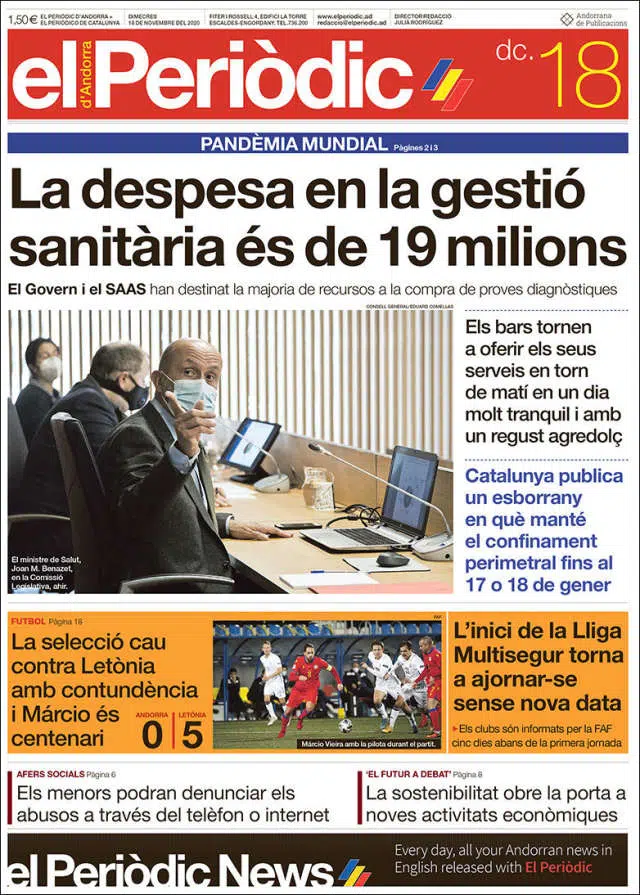 1,50€
EL PERIÒDIC D'ANDORRA +
EL PERIÒDIC DE CATALUNYA
DIMECRES
18 DE NOVEMBRE DEL 2020
FITER I ROSSELL 4, EDIFICI LA TORRE
ESCALDES-ENGORDANY. TEL.736.200
www.elperiodic.ad
redaccio@elperiodic.ad
DIRECTOR REDACCIÓ
JULIÀ RODRÍGUEZ
Andorrana
de Publicacions
elPeriòdic
d'Andorra
dc.18
PANDÈMIA MUNDIAL Pàgines 2 i 3
La despesa en la gestió
sanitària és de 19 milions
El Govern i el SAAS han destinat la majoria de recursos a la compra de proves diagnòstiques
CONSELL GENERAL/EDUARD COMELLAS
El ministre de Salut,
Joan M. Benazet,
en la Comissió
Legislativa, ahir.
Els bars tornen
a oferir els seus
serveis en torn
de matí en un dia
molt tranquil i amb
un regust agredolç
Catalunya publica
un esborrany
en què manté
el confinament
perimetral fins al
17 o 18 de gener
FUTBOL Pàgina 18
La selecció cau
contra Letònia
amb contundència
i Márcio és
centenari
ANDORRA LETÒNIA
0 5
FAF
Márcio Vieira amb la pilota durant el partit.
L'inici de la Lliga
Multisegur torna
a ajornar-se
sense nova data
Els clubs són informats per la FAF
cinc dies abans de la primera jornada
AFERS SOCIALS Pàgina 6
Els menors podran denunciar els
abusos a través del telèfon o internet
'EL FUTUR A DEBAT' Pàgina 8
La sostenibilitat obre la porta a
noves activitats econòmiques
el Periòdic News
Every day, all your Andorran news in
English released with El Periòdic